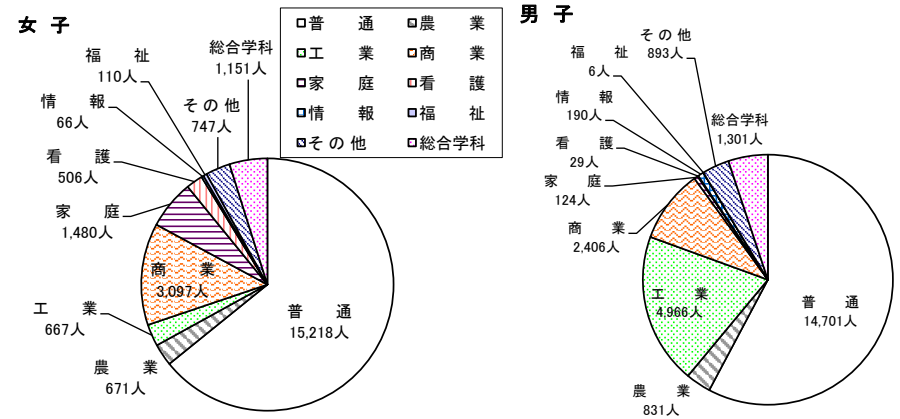 女 子
普 通
農 業
工 業
商 業
家 庭
看 護
情 報
福 祉
その他
総合学科
福 祉
110人
情 報
66人
看 護
506人
家 庭
1,480人
商 業
3,097人
工 業
667人
農 業
671人
その他
747人
総合学科
1,151人
普 通
15,218人
男 子
その他
893人
福 祉
6人
情 報
190人
看 護
29人
家 庭
124人
商 業
2,406人
工 業
4,966人
農 業
831人
総合学科
1,301人
普 通
14,701人